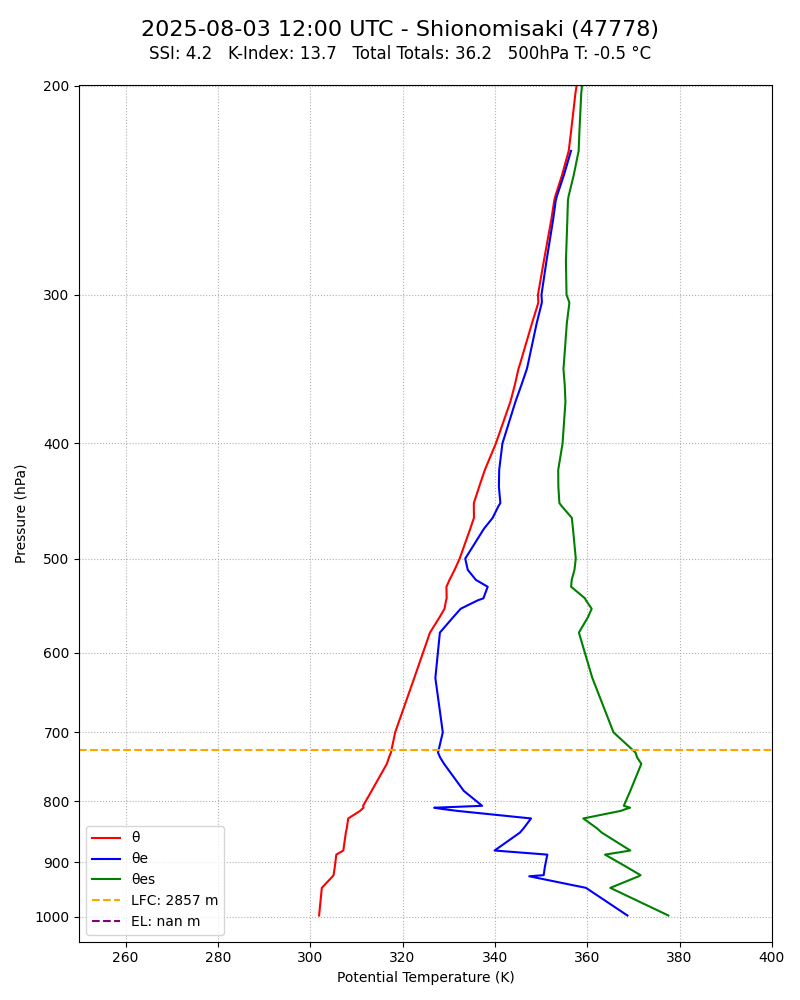 2025-08-03 12:00 UTC - Shionomisaki (47778)
SSI: 4.2   K-Index: 13.7   Total Totals: 36.2   500hPa T: -0.5 °C
200
300
400
500
600
700
800
900
1000
Pressure (hPa)
θ
θe
θes
LFC: 2857 m
EL: nan m
260
280
300
320
340
360
380
400
Potential Temperature (K)